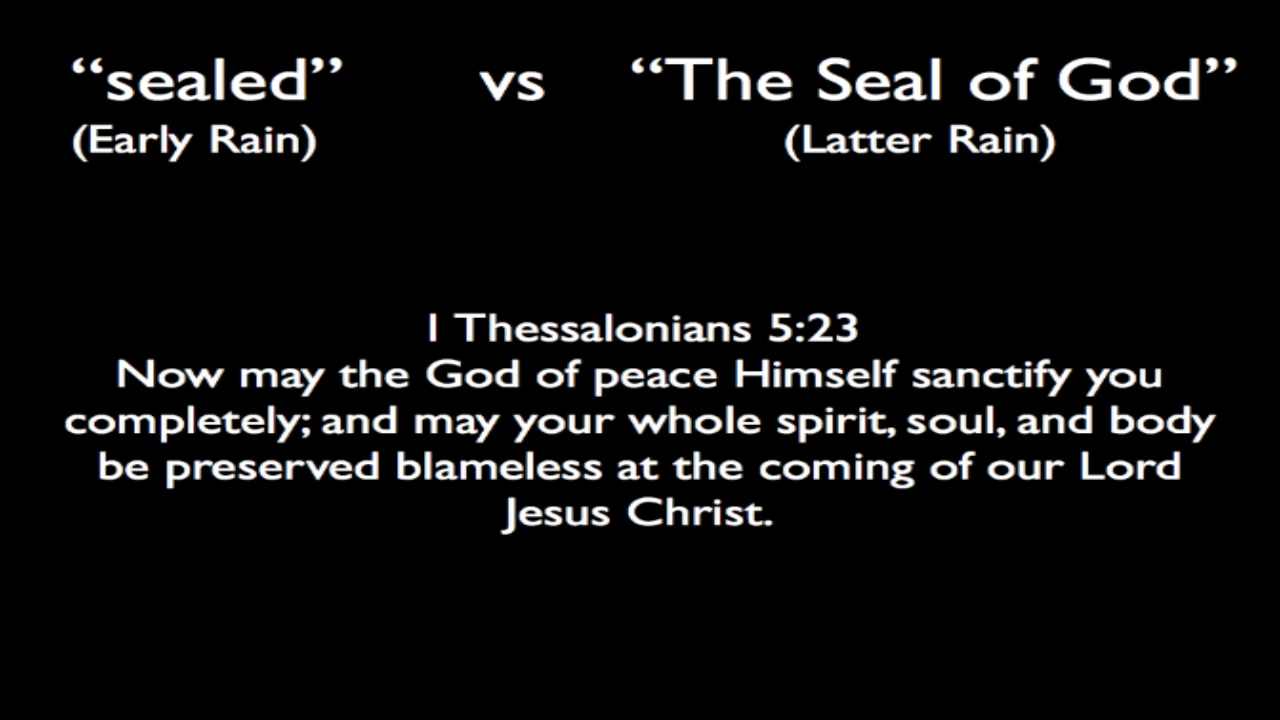 “sealed” vs “The Seal of God”
(Early Rain) (Latter Rain)
1 Thessalonians 5:23
Now may the God of peace Himself sanctify you
completely; and may your whole spirit, soul, and body
be preserved blameless at the coming of our Lord
Jesus Christ.